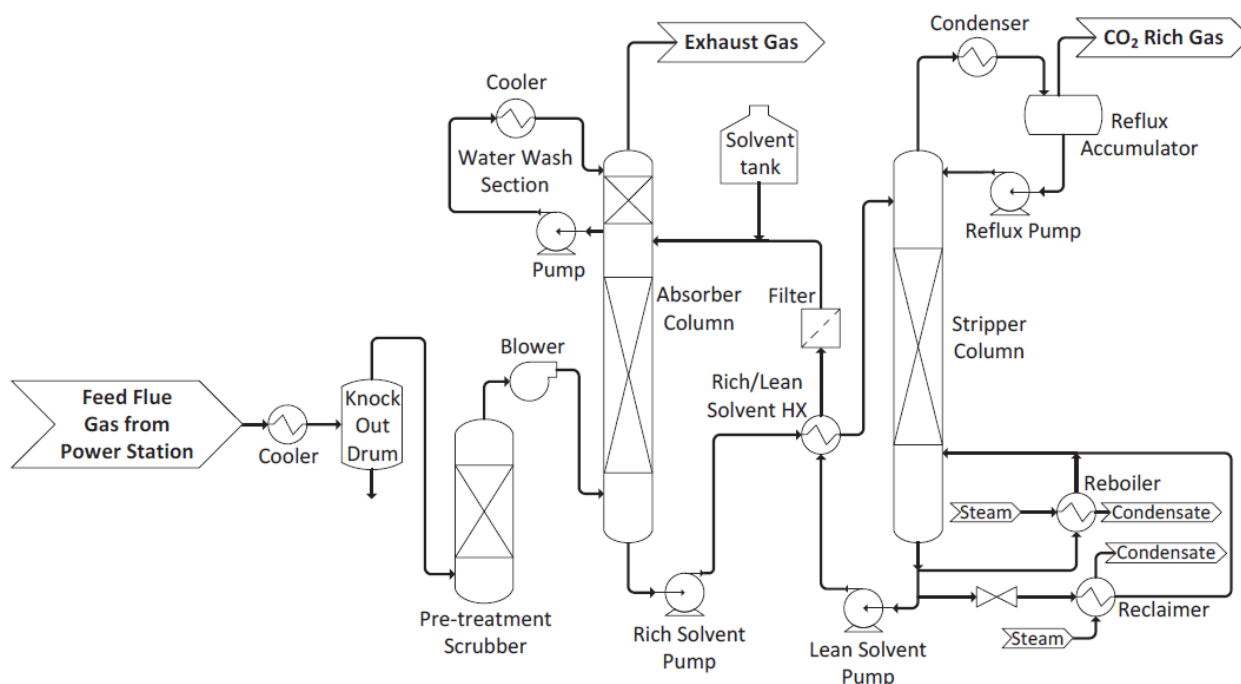 Condenser
Exhaust Gas
CO₂ Rich Gas
Cooler
Reflux
Accumulator
Water Wash
Section
Solvent
tank
Pump
Reflux Pump
Absorber
Column
Filter
Stripper
Column
Blower
Feed Flue
Gas from
Power Station
Cooler
Knock
Out
Drum
Rich/Lean
Solvent HX
Reboiler
Steam
Condensate
Condensate
Reclaimer
Steam
Pre-treatment
Scrubber
Rich Solvent
Pump
Lean Solvent
Pump